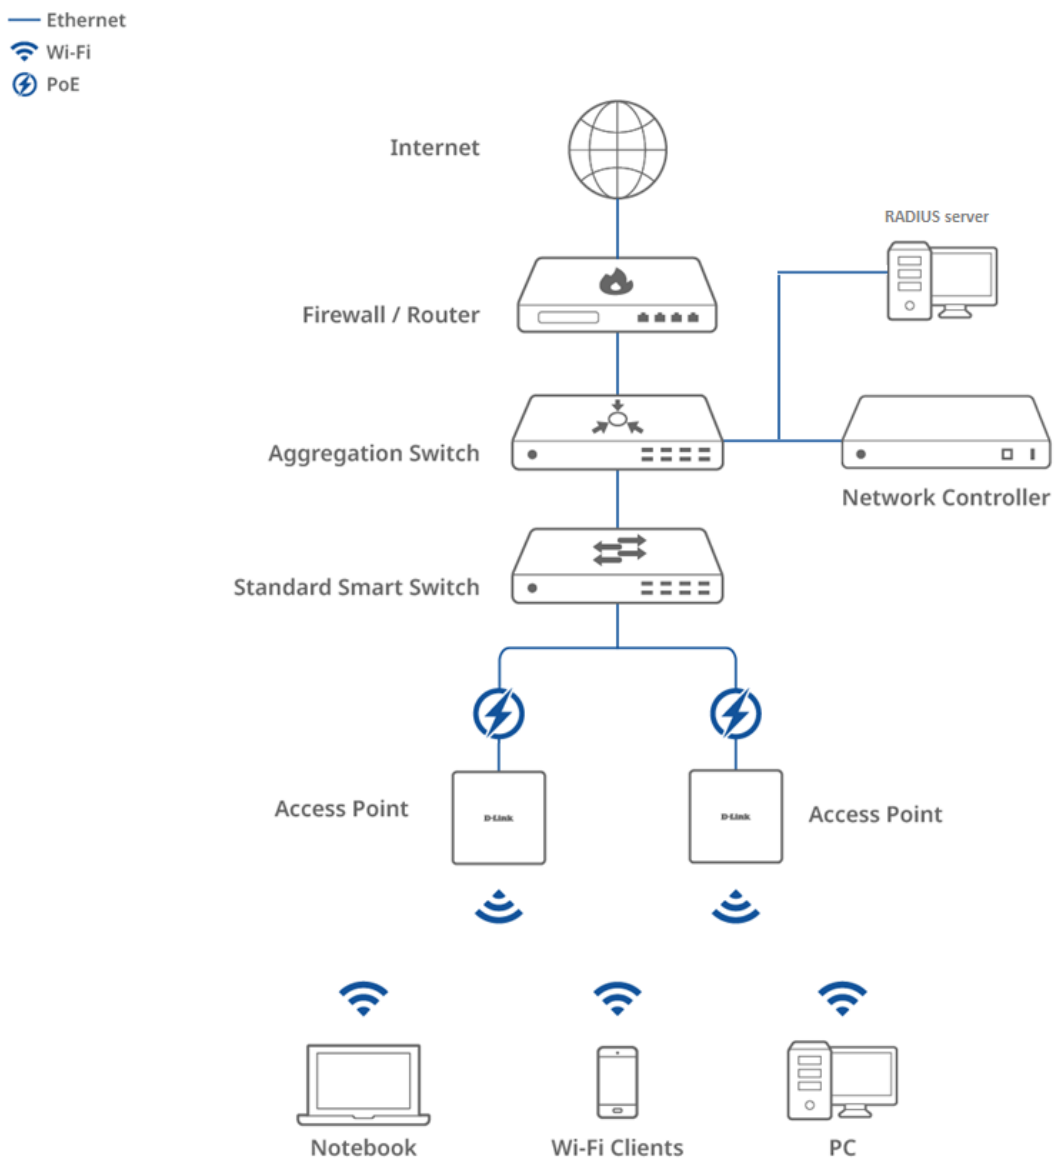 Ethernet
Wi-Fi
PoE
Internet
RADIUS server
Firewall / Router
Aggregation Switch
Network Controller
Standard Smart Switch
Access Point
D-Link
D-Link
Access Point
Notebook
Wi-Fi Clients
PC